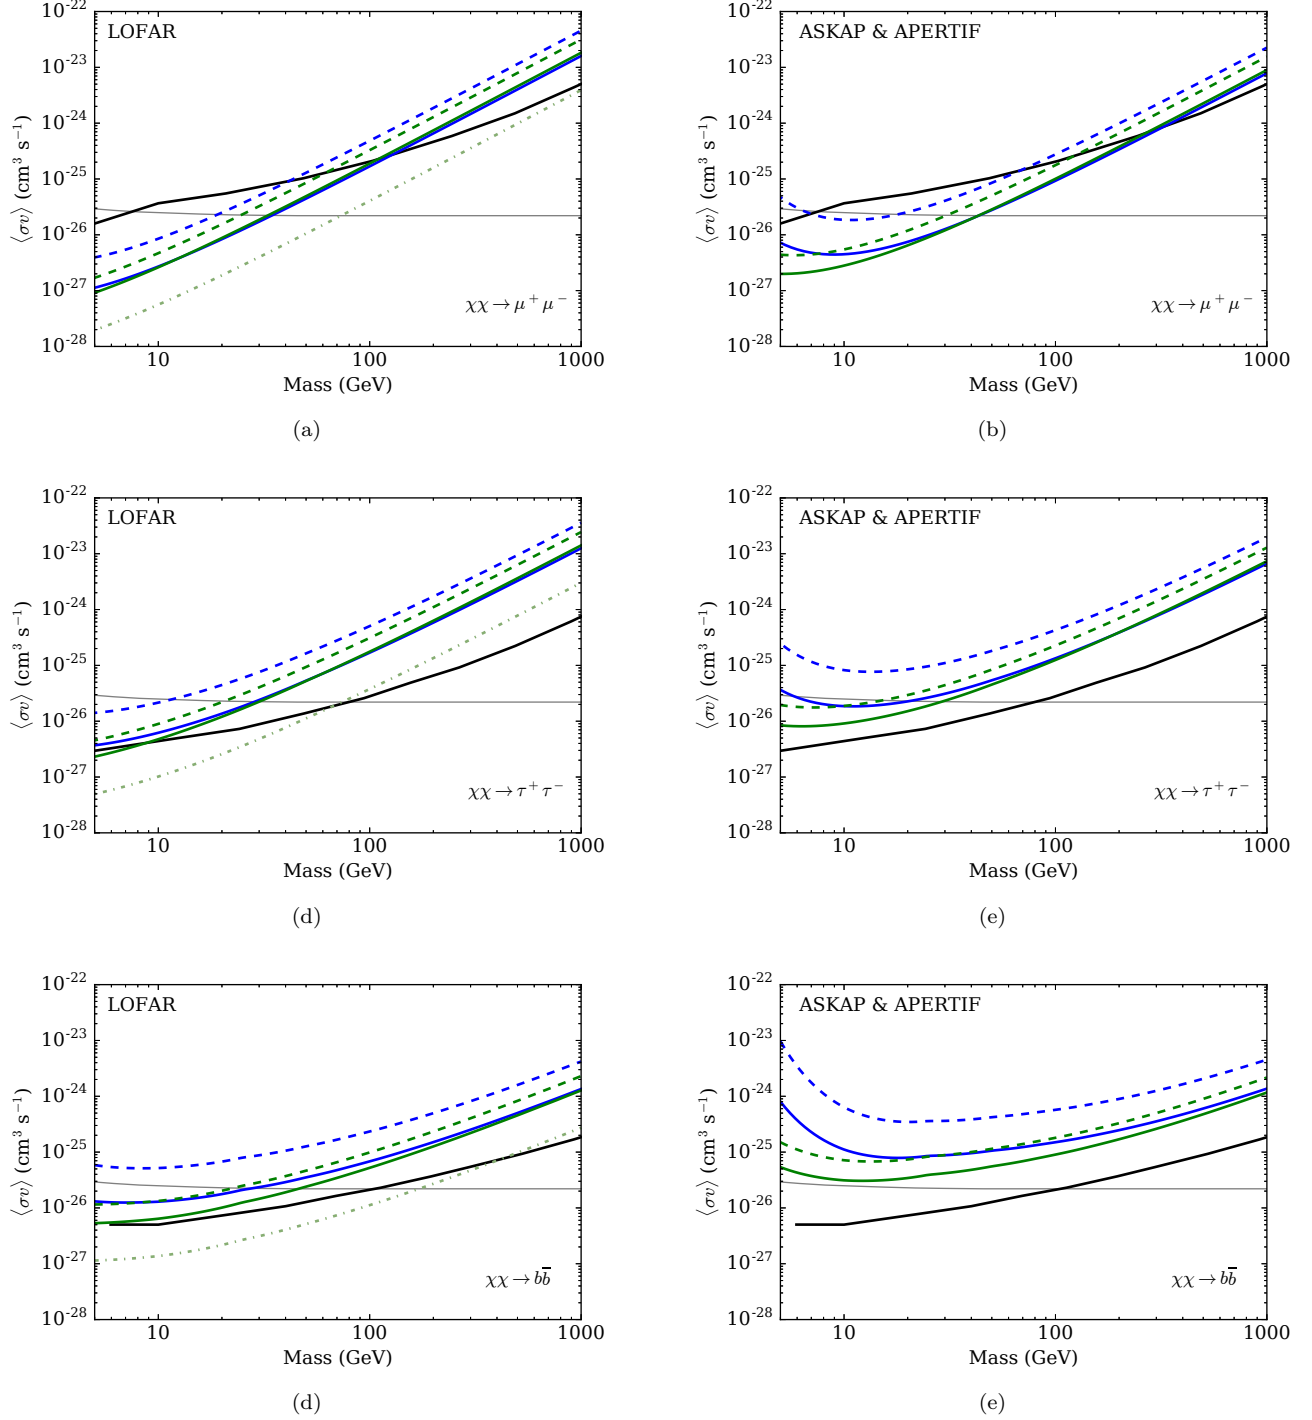 LOFAR
10⁻²²
10⁻²³
10⁻²⁴
10⁻²⁵
10⁻²⁶
10⁻²⁷
10⁻²⁸
⟨σv⟩ (cm³ s⁻¹)
χχ → μ⁺μ⁻
10 100 1000
Mass (GeV)
(a)
ASKAP & APERTIF
10⁻²²
10⁻²³
10⁻²⁴
10⁻²⁵
10⁻²⁶
10⁻²⁷
10⁻²⁸
⟨σv⟩ (cm³ s⁻¹)
χχ → μ⁺μ⁻
10 100 1000
Mass (GeV)
(b)
LOFAR
10⁻²²
10⁻²³
10⁻²⁴
10⁻²⁵
10⁻²⁶
10⁻²⁷
10⁻²⁸
⟨σv⟩ (cm³ s⁻¹)
χχ → τ⁺τ⁻
10 100 1000
Mass (GeV)
(d)
ASKAP & APERTIF
10⁻²²
10⁻²³
10⁻²⁴
10⁻²⁵
10⁻²⁶
10⁻²⁷
10⁻²⁸
⟨σv⟩ (cm³ s⁻¹)
χχ → τ⁺τ⁻
10 100 1000
Mass (GeV)
(e)
LOFAR
10⁻²²
10⁻²³
10⁻²⁴
10⁻²⁵
10⁻²⁶
10⁻²⁷
10⁻²⁸
⟨σv⟩ (cm³ s⁻¹)
χχ → bb̅
10 100 1000
Mass (GeV)
(d)
ASKAP & APERTIF
10⁻²²
10⁻²³
10⁻²⁴
10⁻²⁵
10⁻²⁶
10⁻²⁷
10⁻²⁸
⟨σv⟩ (cm³ s⁻¹)
χχ → bb̅
10 100 1000
Mass (GeV)
(e)